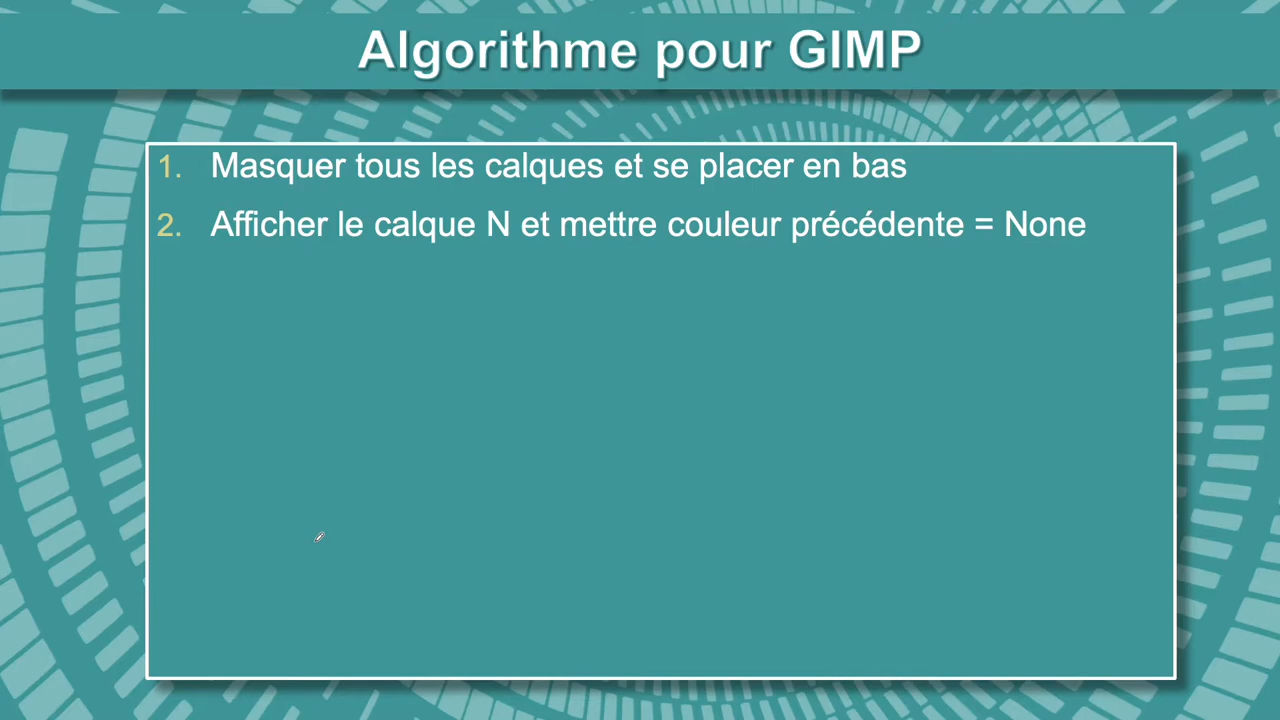 Algorithme pour GIMP
1. Masquer tous les calques et se placer en bas
2. Afficher le calque N et mettre couleur précédente = None